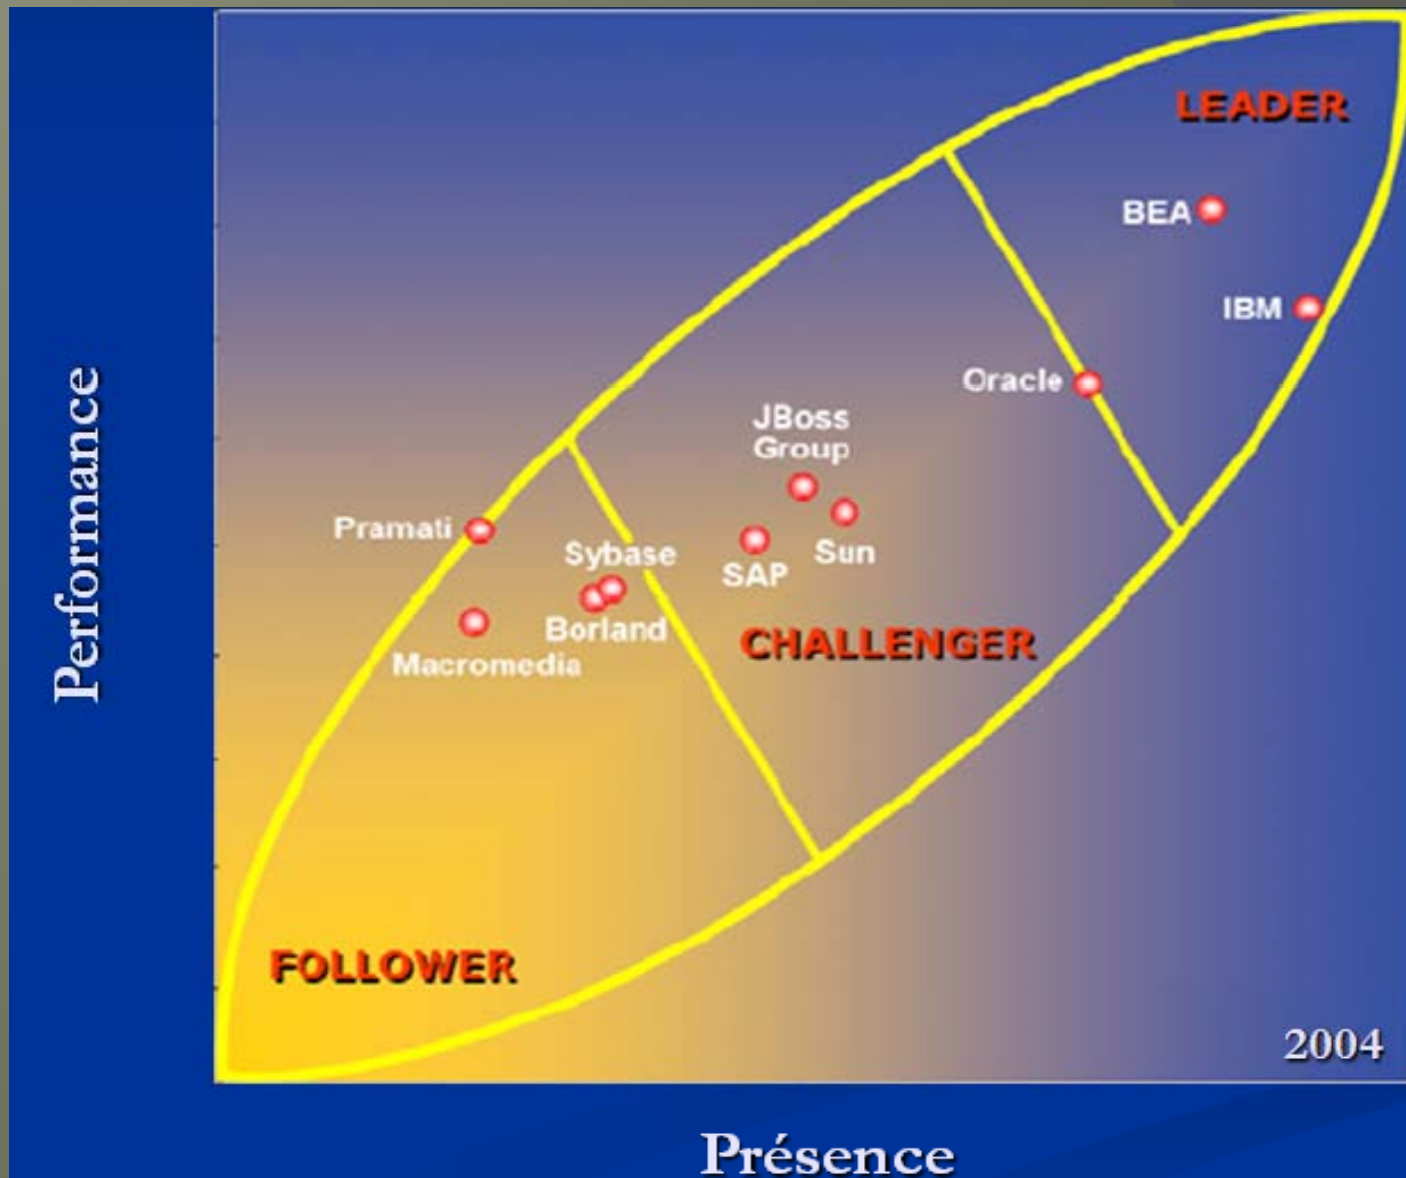 LEADER
BEA
IBM
Oracle
JBoss
Group
Pramati
Sybase
Sun
SAP
Borland
CHALLENGER
Macromedia
Performance
FOLLOWER
2004
Présence